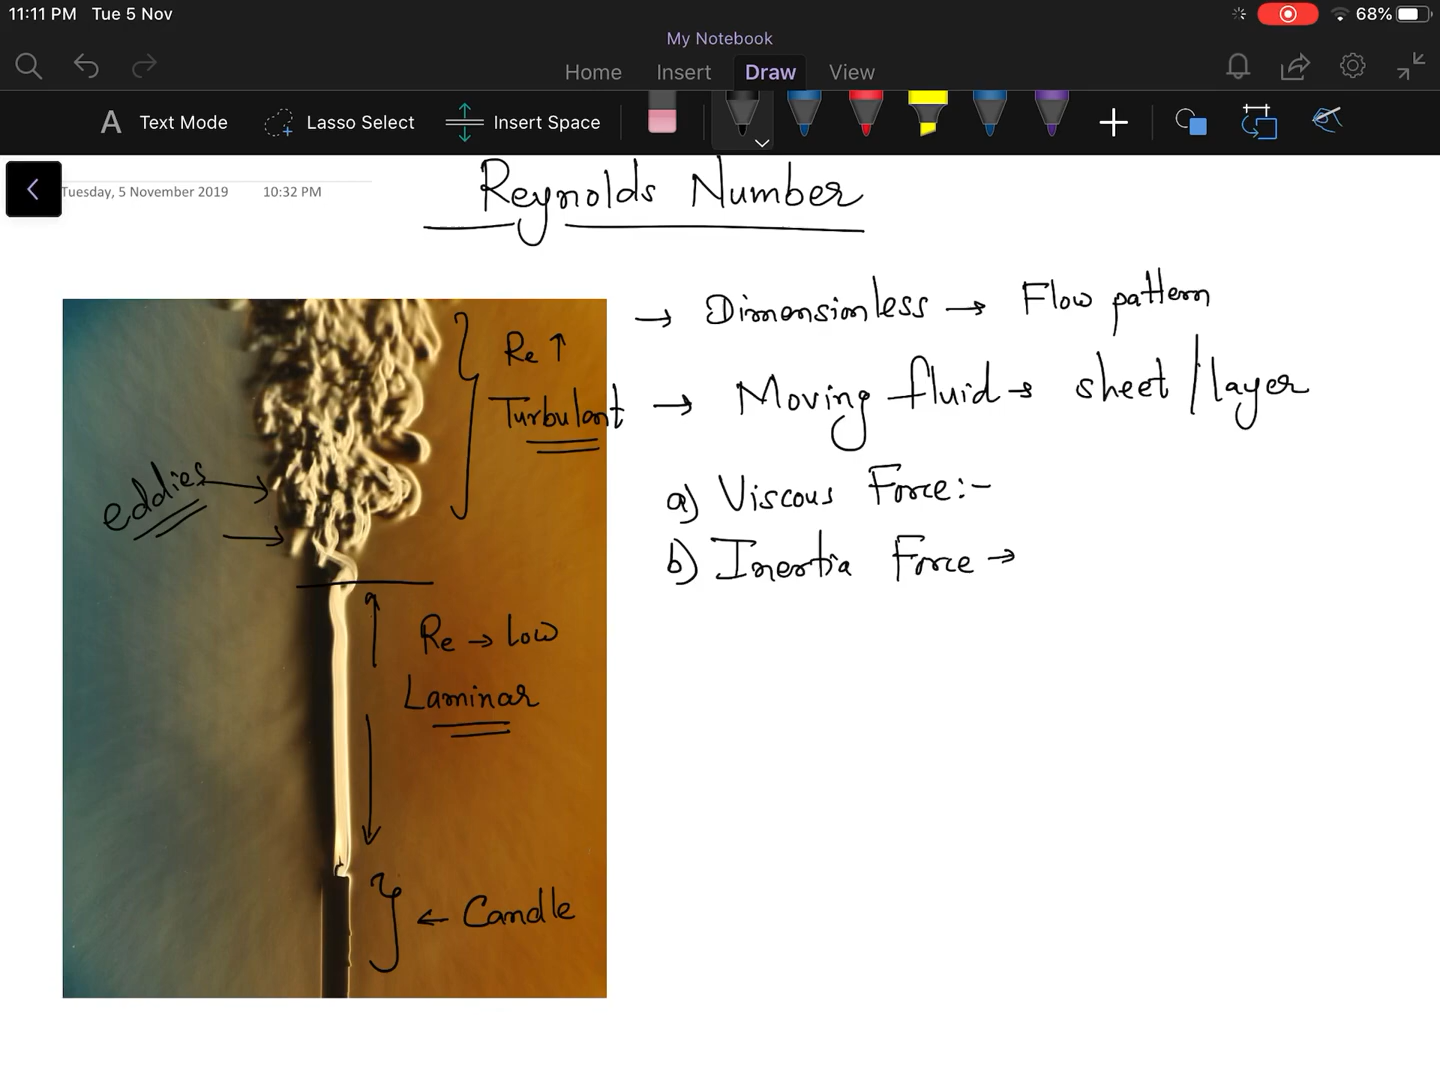 11:11 PM Tue 5 Nov
68%
My Notebook
Home Insert Draw View
A Text Mode Lasso Select Insert Space
Tuesday, 5 November 2019 10:32 PM
Reynolds Number
→ Dimensionless → Flow pattern
Re ↑
Turbulant
→ Moving fluid → sheet / layer
eddies
a) Viscous Force:-
b) Inertia Force →
Re → Low
Laminar
← Candle